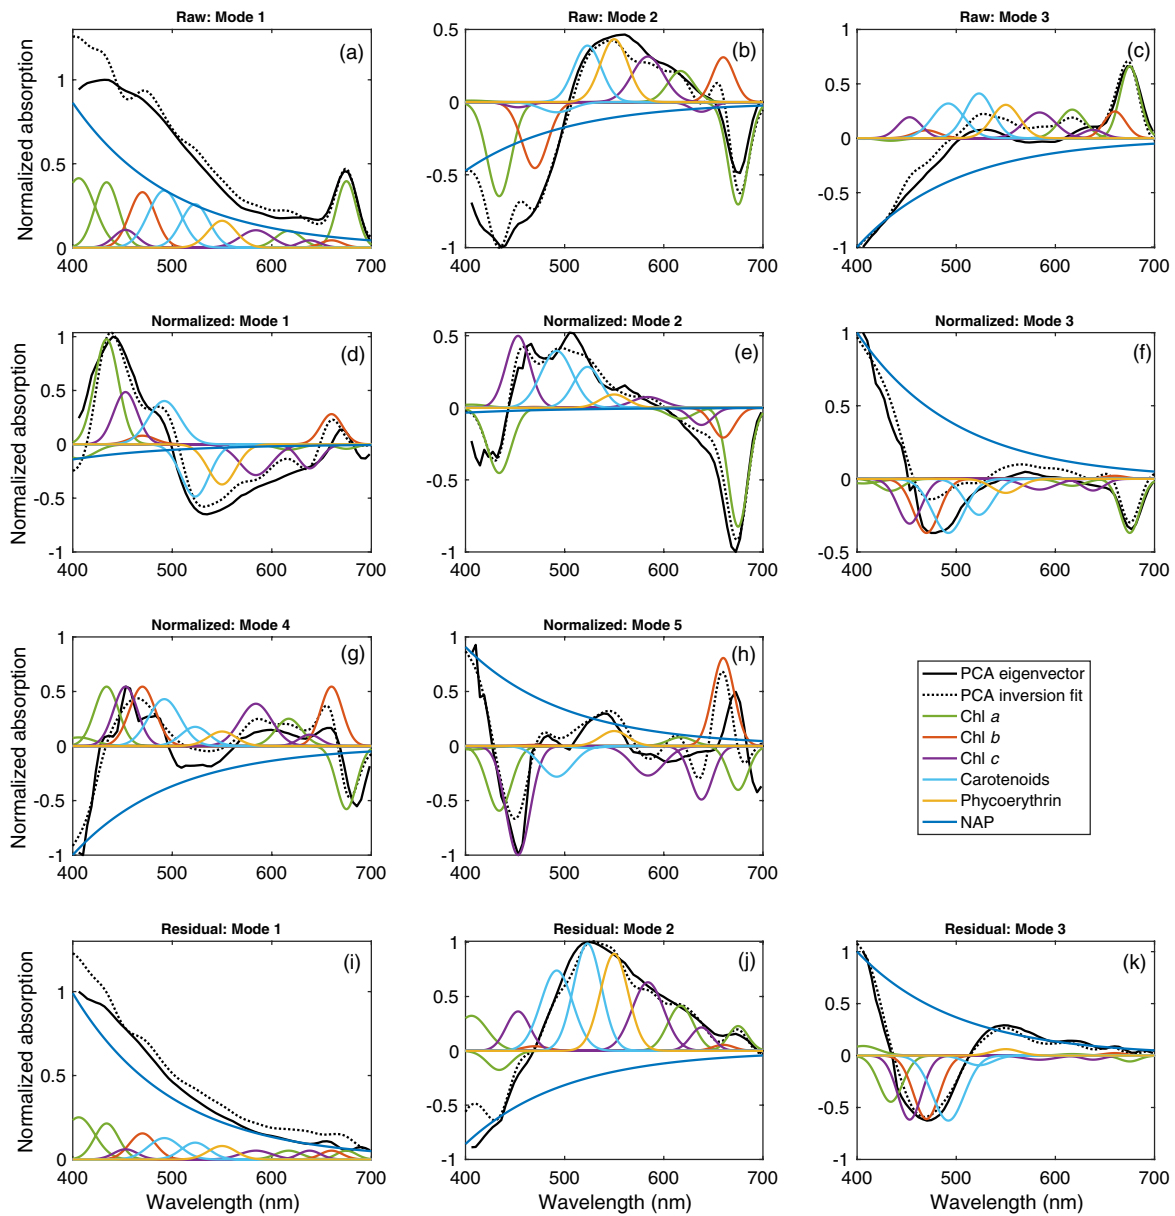 Raw: Mode 1
Raw: Mode 2
Raw: Mode 3
Normalized absorption
(a)
1
0.5
0
400 500 600 700
(b)
0.5
0
-0.5
-1
400 500 600 700
(c)
1
0.5
0
-0.5
-1
400 500 600 700
Normalized: Mode 1
Normalized: Mode 2
Normalized: Mode 3
Normalized absorption
(d)
1
0.5
0
-0.5
-1
400 500 600 700
(e)
0.5
0
-0.5
-1
400 500 600 700
(f)
1
0.5
0
-0.5
400 500 600 700
Normalized: Mode 4
Normalized: Mode 5
Normalized absorption
(g)
1
0.5
0
-0.5
-1
400 500 600 700
(h)
1
0.5
0
-0.5
-1
400 500 600 700
PCA eigenvector
PCA inversion fit
Chl a
Chl b
Chl c
Carotenoids
Phycoerythrin
NAP
Residual: Mode 1
Residual: Mode 2
Residual: Mode 3
Normalized absorption
(i)
1
0.5
0
400 500 600 700
Wavelength (nm)
(j)
1
0.5
0
-0.5
-1
400 500 600 700
Wavelength (nm)
(k)
1
0.5
0
-0.5
-1
400 500 600 700
Wavelength (nm)